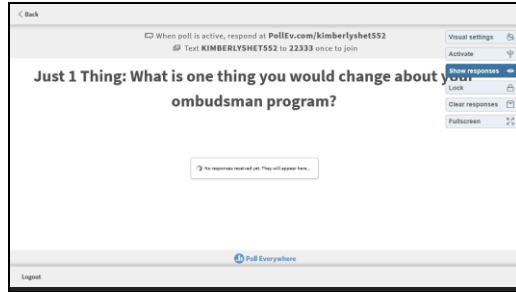 < Back
When poll is active, respond at PollEv.com/kimberlyshet552
Text KIMBERLYSHET552 to 22333 once to join
Visual settings
Activate
Show responses
Lock
Clear responses
Fullscreen
Just 1 Thing: What is one thing you would change about your
ombudsman program?
No responses received yet. They will appear here...
Poll Everywhere
Logout